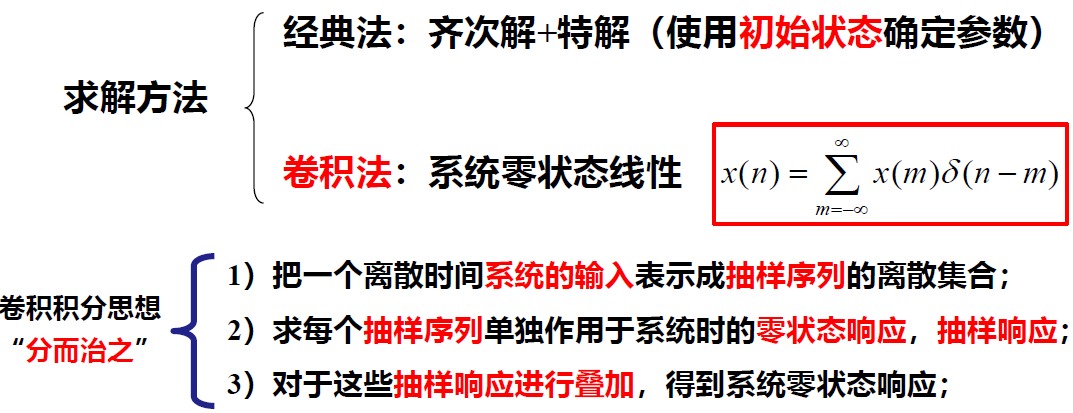 经典法：齐次解+特解（使用初始状态确定参数）
求解方法
卷积法：系统零状态线性 x(n) = ∑_{m=-∞}^{∞} x(m)δ(n-m)
卷积积分思想
“分而治之”
1）把一个离散时间系统的输入表示成抽样序列的离散集合；
2）求每个抽样序列单独作用于系统时的零状态响应，抽样响应；
3）对于这些抽样响应进行叠加，得到系统零状态响应；